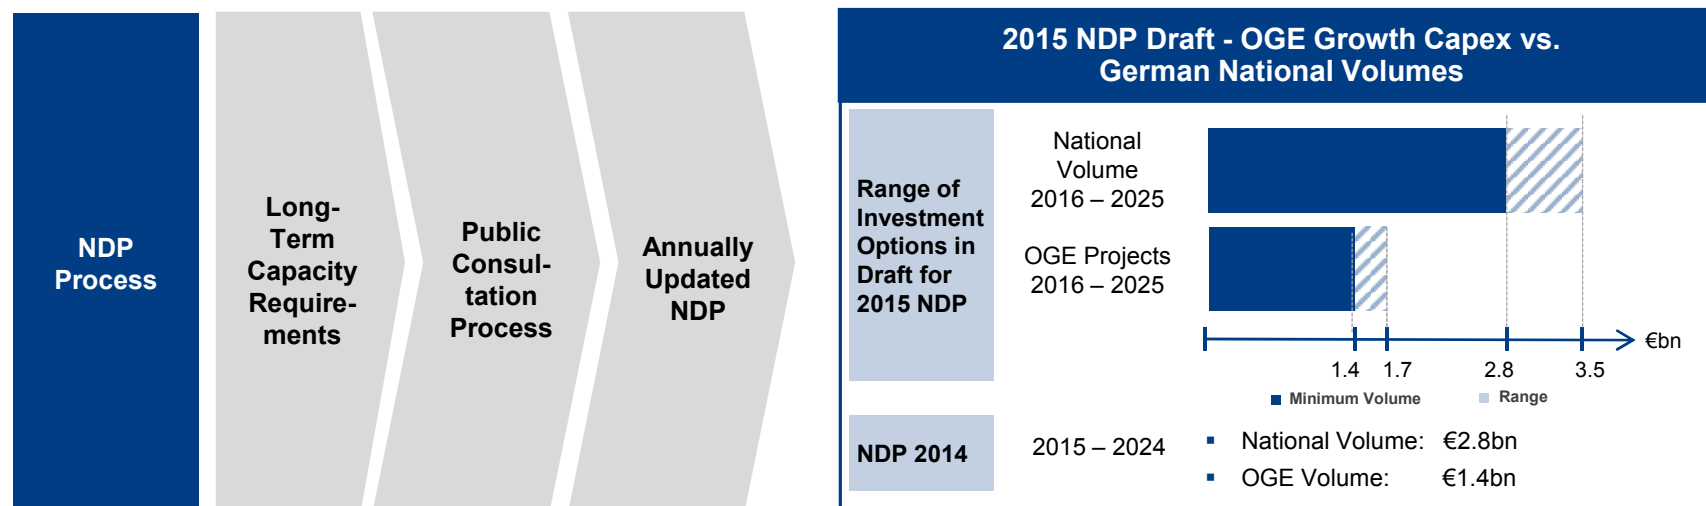 NDP
Process
Long-
Term
Capacity
Require-
ments
Public
Consul-
tation
Process
Annually
Updated
NDP
2015 NDP Draft - OGE Growth Capex vs.
German National Volumes
Range of
Investment
Options in
Draft for
2015 NDP
National
Volume
2016 – 2025
OGE Projects
2016 – 2025
€bn
1.4 1.7 2.8 3.5
Minimum Volume Range
NDP 2014
2015 – 2024
▪ National Volume: €2.8bn
▪ OGE Volume: €1.4bn